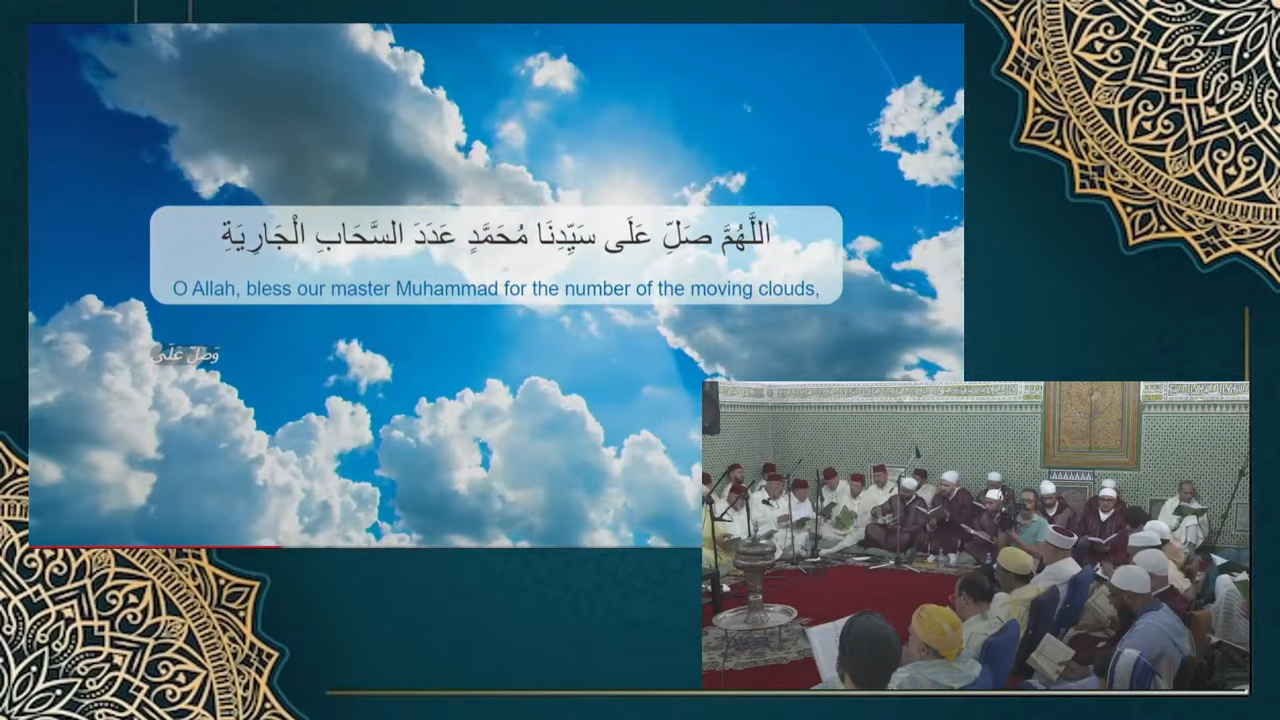 اللَّهُمَّ صَلِّ عَلَى سَيِّدِنَا مُحَمَّدٍ عَدَدَ السَّحَابِ الْجَارِيَةِ
O Allah, bless our master Muhammad for the number of the moving clouds,
وَصَلِّ عَلَى